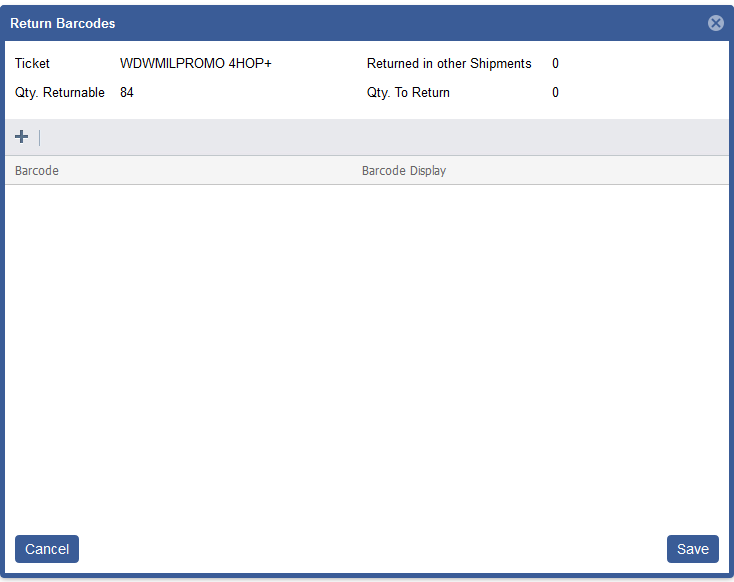 Return Barcodes
Ticket WDWMILPROMO 4HOP+ Returned in other Shipments 0
Qty. Returnable 84 Qty. To Return 0
Barcode Barcode Display
Cancel Save